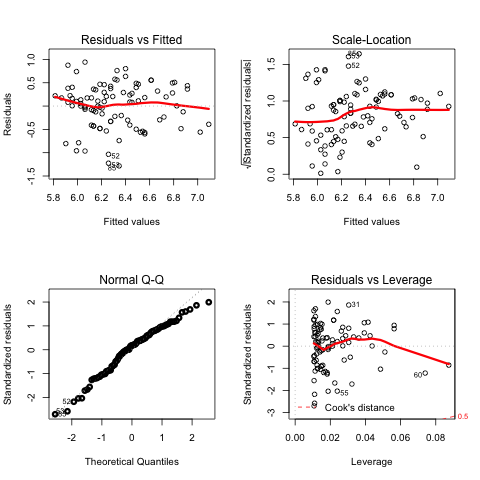 Residuals vs Fitted
Residuals
1.0
0.5
-0.5
-1.5
52
5.8 6.0 6.2 6.4 6.6 6.8 7.0
Fitted values
Scale-Location
√|Standardized residuals|
1.5
1.0
0.5
0.0
52
5.8 6.0 6.2 6.4 6.6 6.8 7.0
Fitted values
Normal Q-Q
Standardized residuals
2
1
0
-1
-2
52
-2 -1 0 1 2
Theoretical Quantiles
Residuals vs Leverage
Standardized residuals
2
1
0
-1
-2
-3
31
60
55
Cook's distance
0.5
0.00 0.02 0.04 0.06 0.08
Leverage